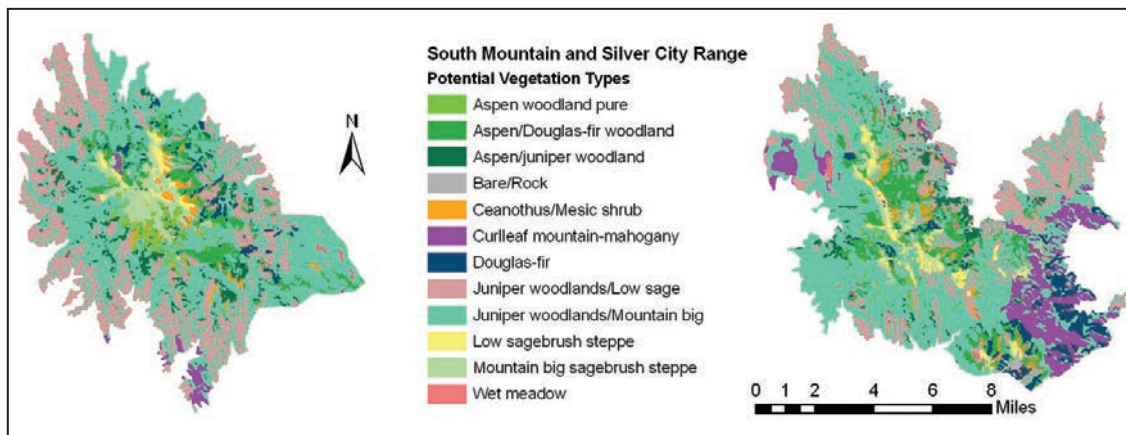 South Mountain and Silver City Range
Potential Vegetation Types
Aspen woodland pure
Aspen/Douglas-fir woodland
Aspen/juniper woodland
Bare/Rock
Ceanothus/Mesic shrub
Curlleaf mountain-mahogany
Douglas-fir
Juniper woodlands/Low sage
Juniper woodlands/Mountain big
Low sagebrush steppe
Mountain big sagebrush steppe
Wet meadow
N
0 2 4 6 8
Miles